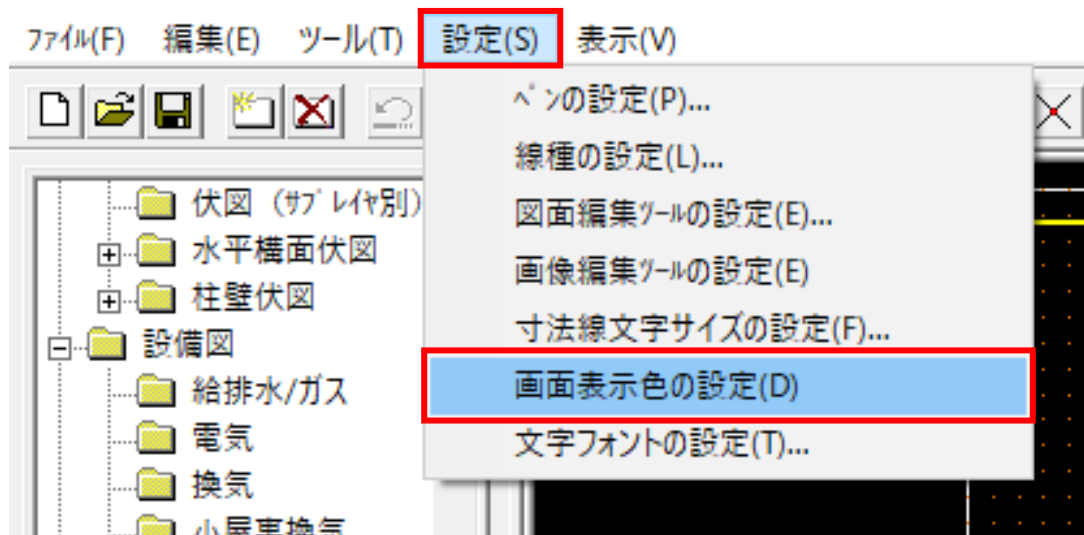 ﾌｧｲﾙ(F) 編集(E) ツール(T) 設定(S) 表示(V)
ﾍﾟﾝの設定(P)...
線種の設定(L)...
図面編集ﾂｰﾙの設定(E)...
画像編集ﾂｰﾙの設定(E)
寸法線文字サイズの設定(F)...
画面表示色の設定(D)
文字フォントの設定(T)...
伏図（ｻﾌﾞﾚｲﾔ別）
水平構面伏図
柱壁伏図
設備図
給排水/ガス
電気
換気
小屋裏換気